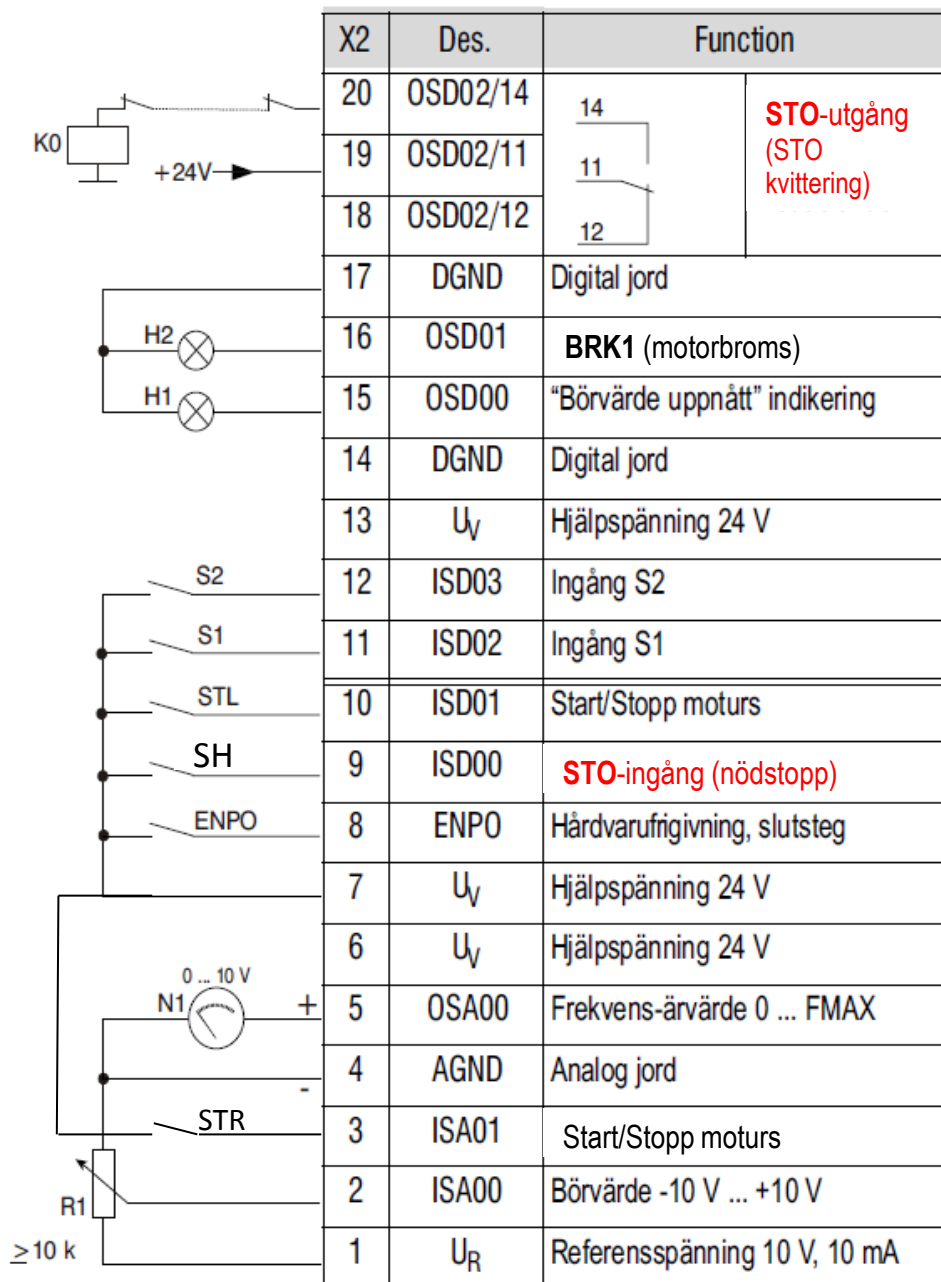 X2 Des. Function
20 OSD02/14 14 STO-utgång
(STO
kvittering)
K0
+24V
19 OSD02/11 11
18 OSD02/12 12
17 DGND Digital jord
H2 16 OSD01 BRK1 (motorbroms)
H1 15 OSD00 "Börvärde uppnått" indikering
14 DGND Digital jord
13 UV Hjälpspänning 24 V
S2 12 ISD03 Ingång S2
S1 11 ISD02 Ingång S1
STL 10 ISD01 Start/Stopp moturs
SH 9 ISD00 STO-ingång (nödstopp)
ENPO 8 ENPO Hårdvarufrigivning, slutsteg
7 UV Hjälpspänning 24 V
6 UV Hjälpspänning 24 V
0 ... 10 V
N1 + 5 OSA00 Frekvens-ärvärde 0 ... FMAX
- 4 AGND Analog jord
STR 3 ISA01 Start/Stopp moturs
R1 2 ISA00 Börvärde -10 V ... +10 V
≥10 k 1 UR Referensspänning 10 V, 10 mA